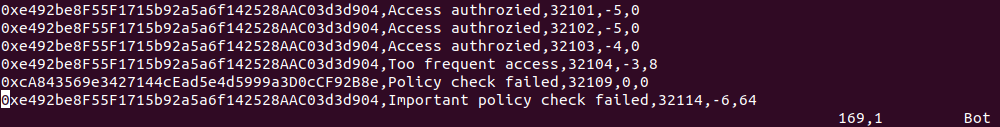 0xe492be8F55F1715b92a5a6f142528AAC03d3d904,Access authrozied,32101,-5,0
0xe492be8F55F1715b92a5a6f142528AAC03d3d904,Access authrozied,32102,-5,0
0xe492be8F55F1715b92a5a6f142528AAC03d3d904,Access authrozied,32103,-4,0
0xe492be8F55F1715b92a5a6f142528AAC03d3d904,Too frequent access,32104,-3,8
0xcA843569e3427144cEad5e4d5999a3D0cCF92B8e,Policy check failed,32109,0,0
0xe492be8F55F1715b92a5a6f142528AAC03d3d904,Important policy check failed,32114,-6,64
169,1 Bot